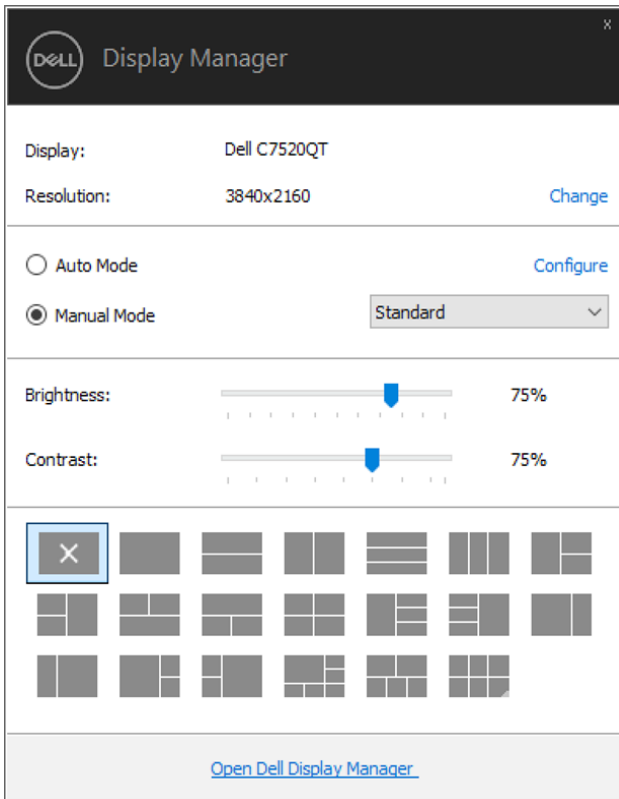 x
DELL Display Manager
Display: Dell C7520QT
Resolution: 3840x2160 Change
Auto Mode Configure
Manual Mode Standard
Brightness: 75%
Contrast: 75%
Open Dell Display Manager